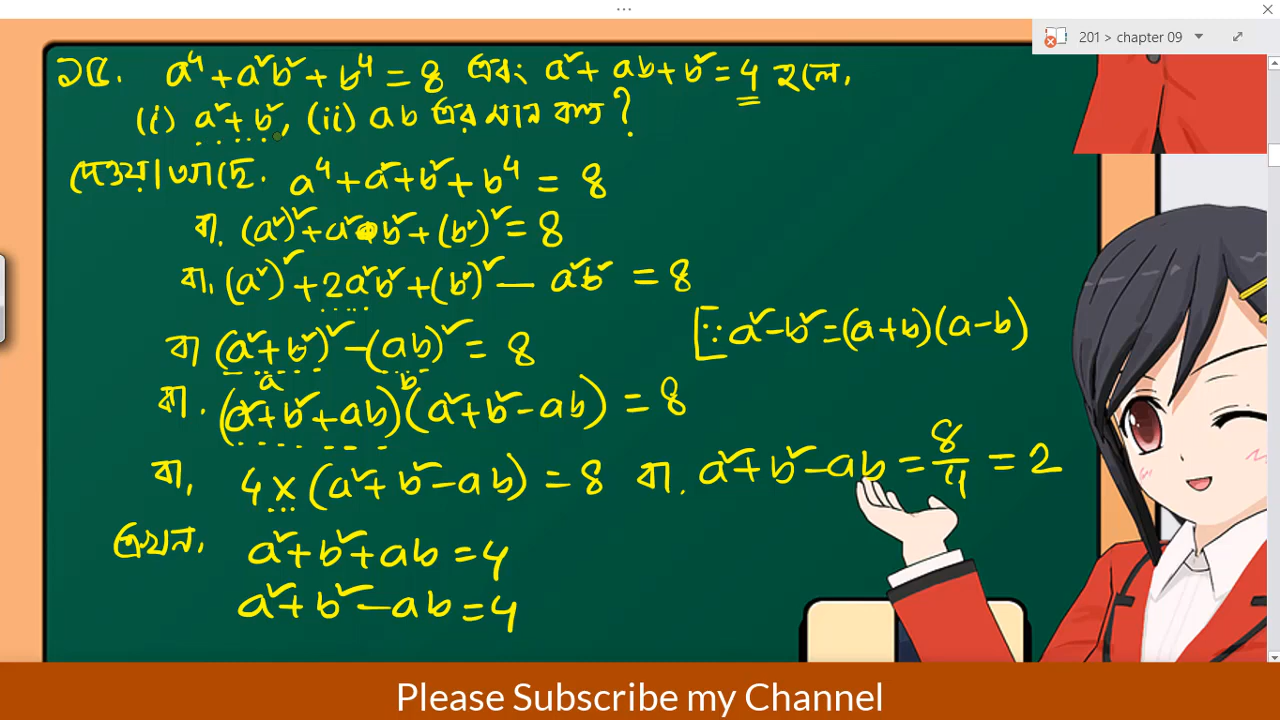 201 > chapter 09
১৫. a⁴ + a²b² + b⁴ = 8 এবং a² + ab + b² = 4 হলে,
(i) a² + b², (ii) ab এর মান কত ?
দেওয়া আছে. a⁴ + a² + b² + b⁴ = 8
বা, (a²)² + a² b² + (b²)² = 8
বা, (a²)² + 2a²b² + (b²)² − a²b² = 8
বা (a² + b²)² − (ab)² = 8 [∵ a² − b² = (a+b)(a−b)
a b
বা. (a² + b² + ab)(a² + b² − ab) = 8
বা, 4 × (a² + b² − ab) = 8 বা. a² + b² − ab = 8/4 = 2
এখন, a² + b² + ab = 4
a² + b² − ab = 4
Please Subscribe my Channel